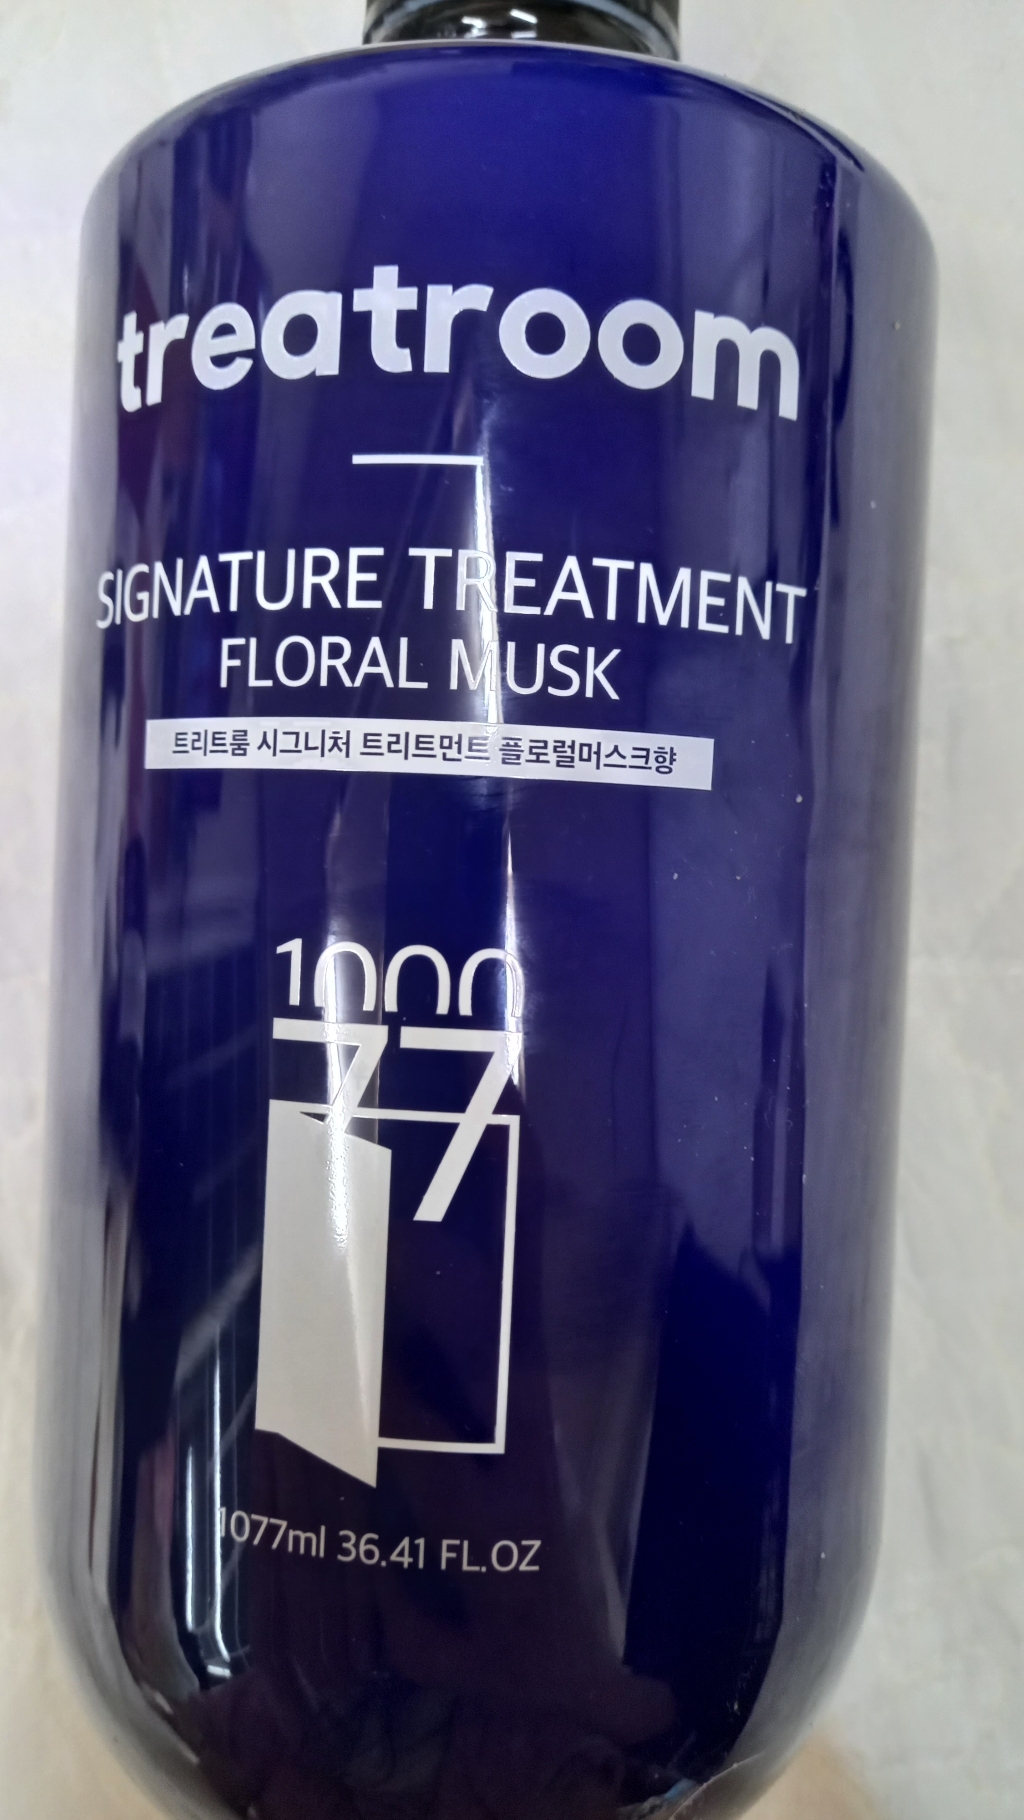 treatroom
SIGNATURE TREATMENT
FLORAL MUSK
트리트룸 시그니처 트리트먼트 플로럴머스크향
1000
77
1077ml 36.41 FL.OZ